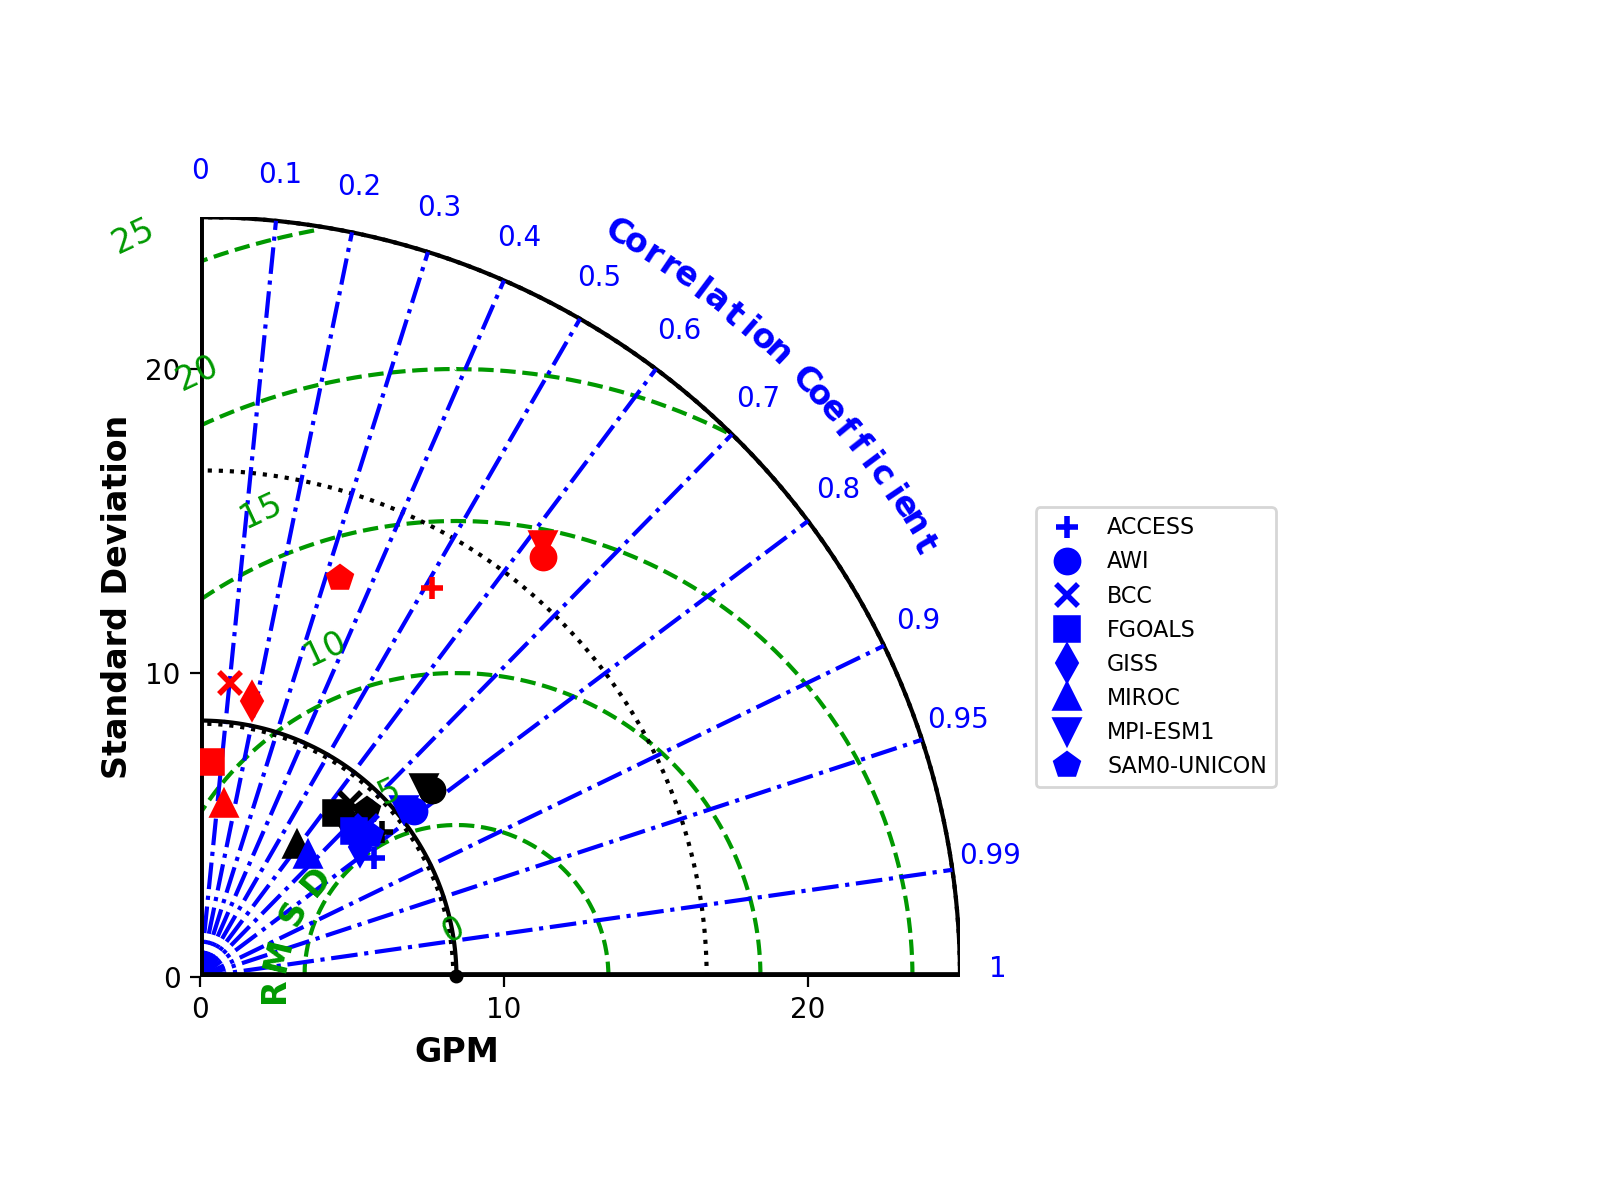 0
0.1
0.2
0.3
0.4
0.5
0.6
0.7
0.8
0.9
0.95
0.99
1
Correlation Coefficient
25
20
15
10
5
0
RMSD
Standard Deviation
20
10
0
0
10
20
GPM
ACCESS
AWI
BCC
FGOALS
GISS
MIROC
MPI-ESM1
SAM0-UNICON